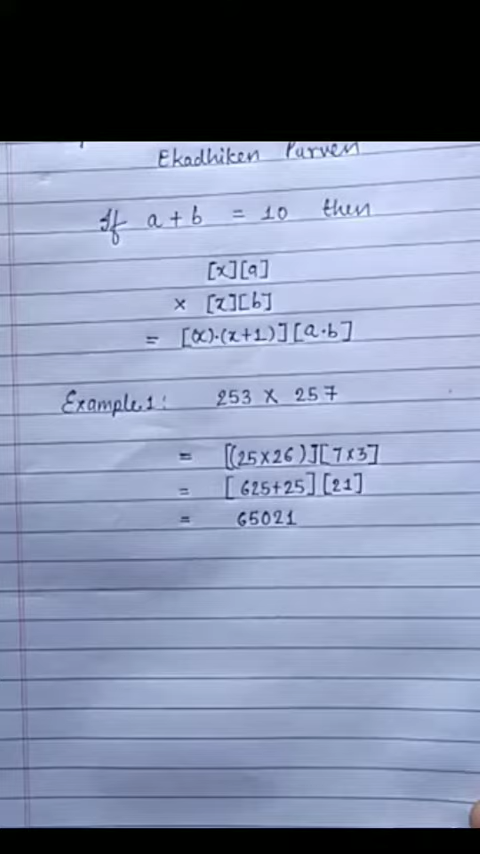 Ekadhiken Purven
If a + b = 10 then
[x][a]
× [x][b]
= [(x)·(x+1)][a·b]
Example 1: 253 × 257
= [(25×26)][7×3]
= [625+25][21]
= 65021